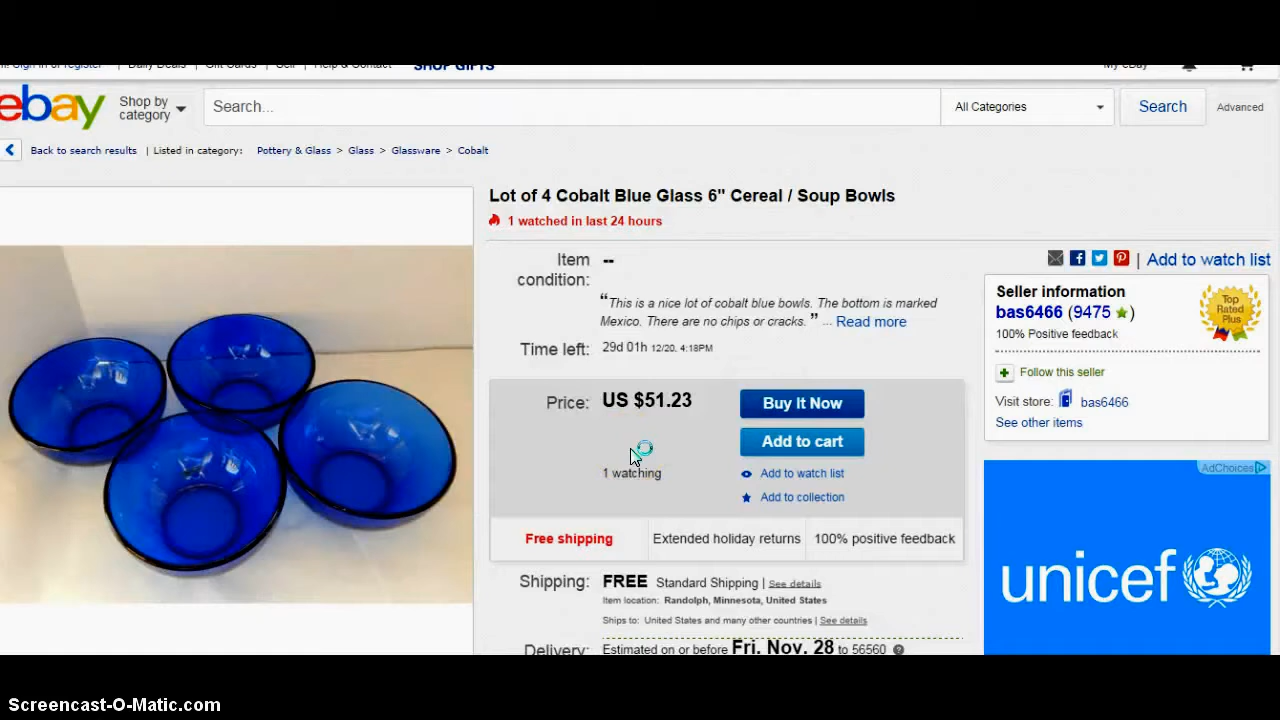 Sign in or register | Daily Deals | Gift Cards | Sell | Help & Contact SHOP GIFTS My eBay
ebay Shop by category Search... All Categories Search Advanced
Back to search results | Listed in category: Pottery & Glass > Glass > Glassware > Cobalt
Lot of 4 Cobalt Blue Glass 6" Cereal / Soup Bowls
1 watched in last 24 hours
Item condition: --
“This is a nice lot of cobalt blue bowls. The bottom is marked
Mexico. There are no chips or cracks.” ... Read more
Time left: 29d 01h 12/20, 4:18PM
Price: US $51.23 Buy It Now
Add to cart
1 watching Add to watch list
Add to collection
Free shipping Extended holiday returns 100% positive feedback
Shipping: FREE Standard Shipping | See details
Item location: Randolph, Minnesota, United States
Ships to: United States and many other countries | See details
Delivery: Estimated on or before Fri. Nov. 28 to 56560
| Add to watch list
Seller information
bas6466 (9475)
100% Positive feedback
Top Rated Plus
Follow this seller
Visit store: bas6466
See other items
AdChoices
unicef
Screencast-O-Matic.com